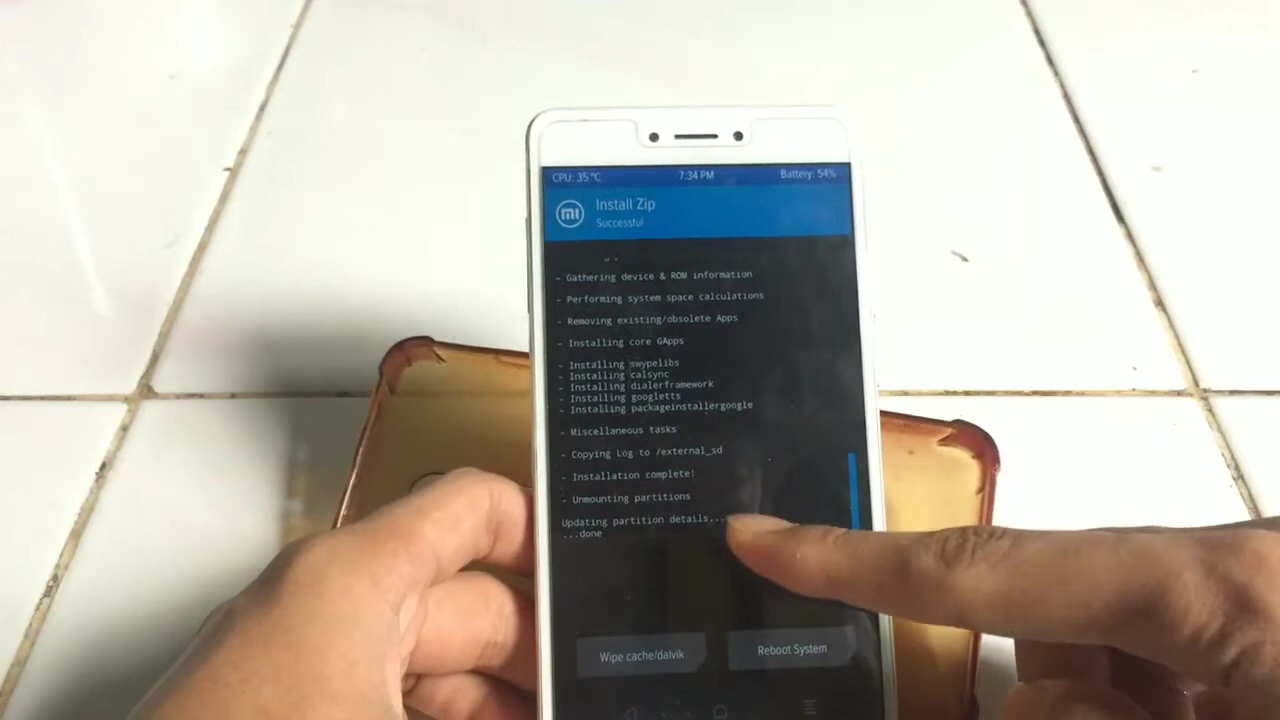 CPU: 35 °C 7:34 PM Battery: 54%
mi Install Zip
Successful
- Gathering device & ROM information
- Performing system space calculations
- Removing existing/obsolete Apps
- Installing core GApps
- Installing swypelibs
- Installing calsync
- Installing dialerframework
- Installing googletts
- Installing packageinstallergoogle
- Miscellaneous tasks
- Copying Log to /external_sd
- Installation complete!
- Unmounting partitions
Updating partition details...
...done
Wipe cache/dalvik Reboot System